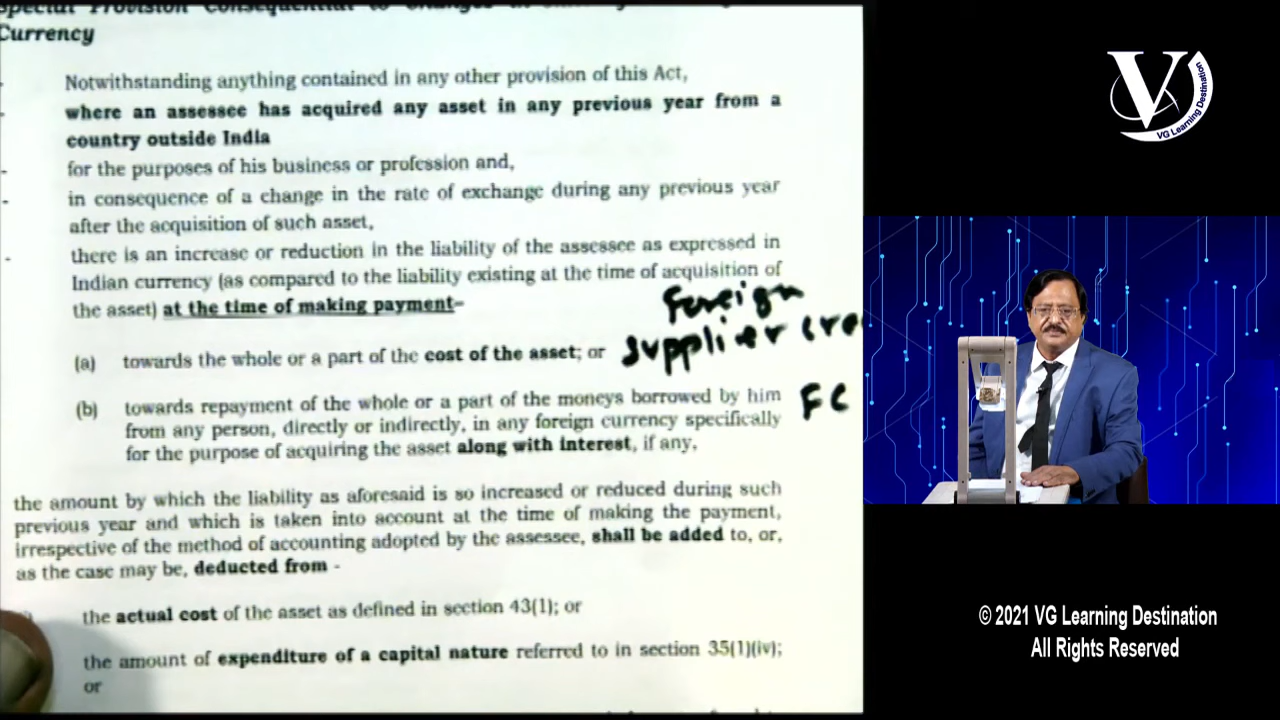 Special Provision Consequential to Changes in
Currency
Notwithstanding anything contained in any other provision of this Act,
where an assessee has acquired any asset in any previous year from a
country outside India
for the purposes of his business or profession and,
in consequence of a change in the rate of exchange during any previous year
after the acquisition of such asset,
there is an increase or reduction in the liability of the assessee as expressed in
Indian currency (as compared to the liability existing at the time of acquisition of
the asset) at the time of making payment-
Foreign
(a) towards the whole or a part of the cost of the asset; or supplier
(b) towards repayment of the whole or a part of the moneys borrowed by him FC
from any person, directly or indirectly, in any foreign currency specifically
for the purpose of acquiring the asset along with interest, if any,
the amount by which the liability as aforesaid is so increased or reduced during such
previous year and which is taken into account at the time of making the payment,
irrespective of the method of accounting adopted by the assessee, shall be added to, or,
as the case may be, deducted from -
the actual cost of the asset as defined in section 43(1); or
the amount of expenditure of a capital nature referred to in section 35(1)(iv);
or
V
VG Learning Destination
© 2021 VG Learning Destination
All Rights Reserved